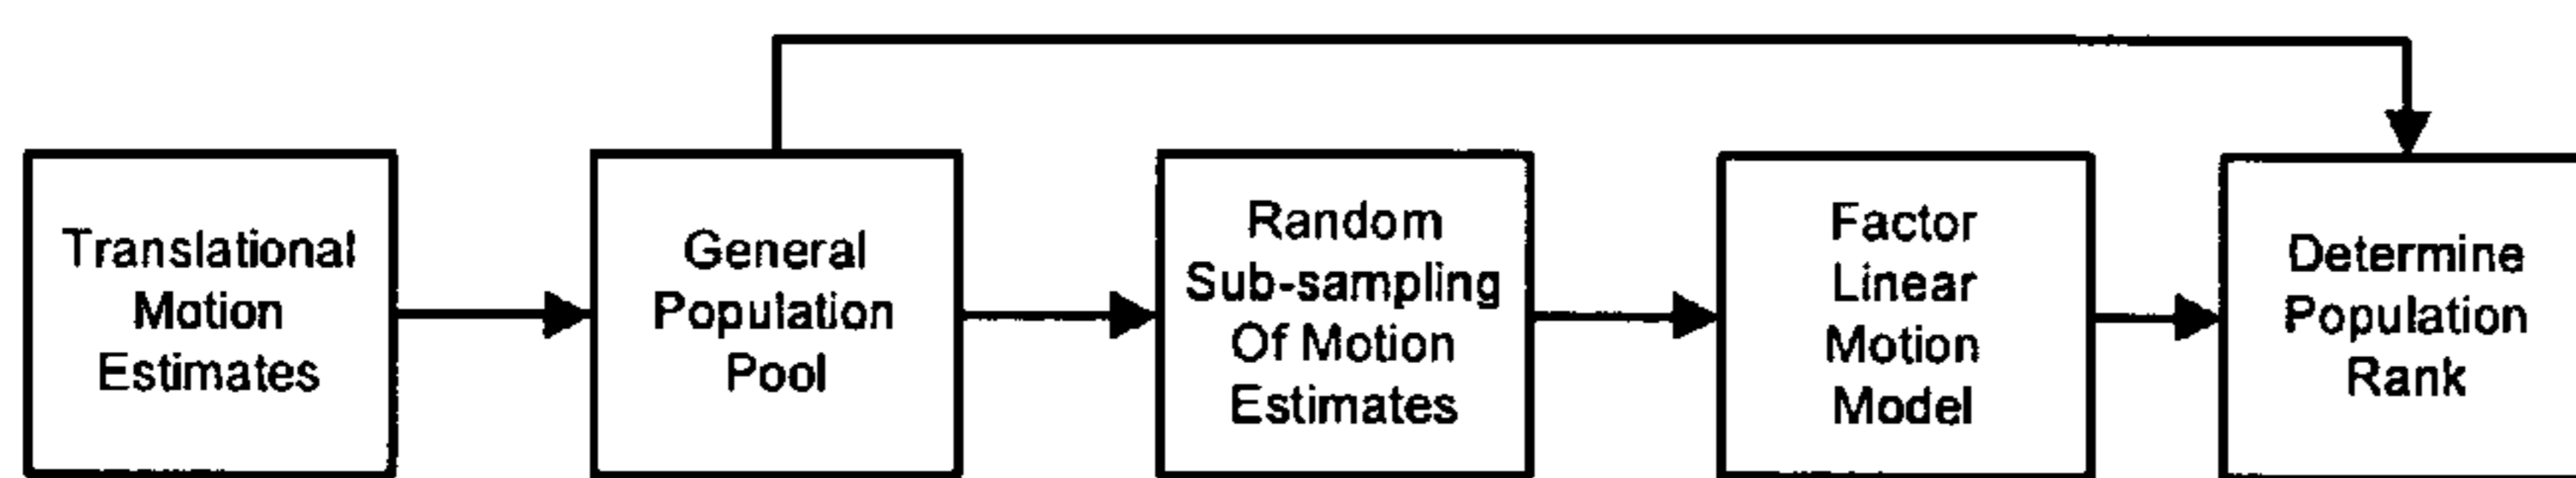 Translational
Motion
Estimates
General
Population
Pool
Random
Sub-sampling
Of Motion
Estimates
Factor
Linear
Motion
Model
Determine
Population
Rank